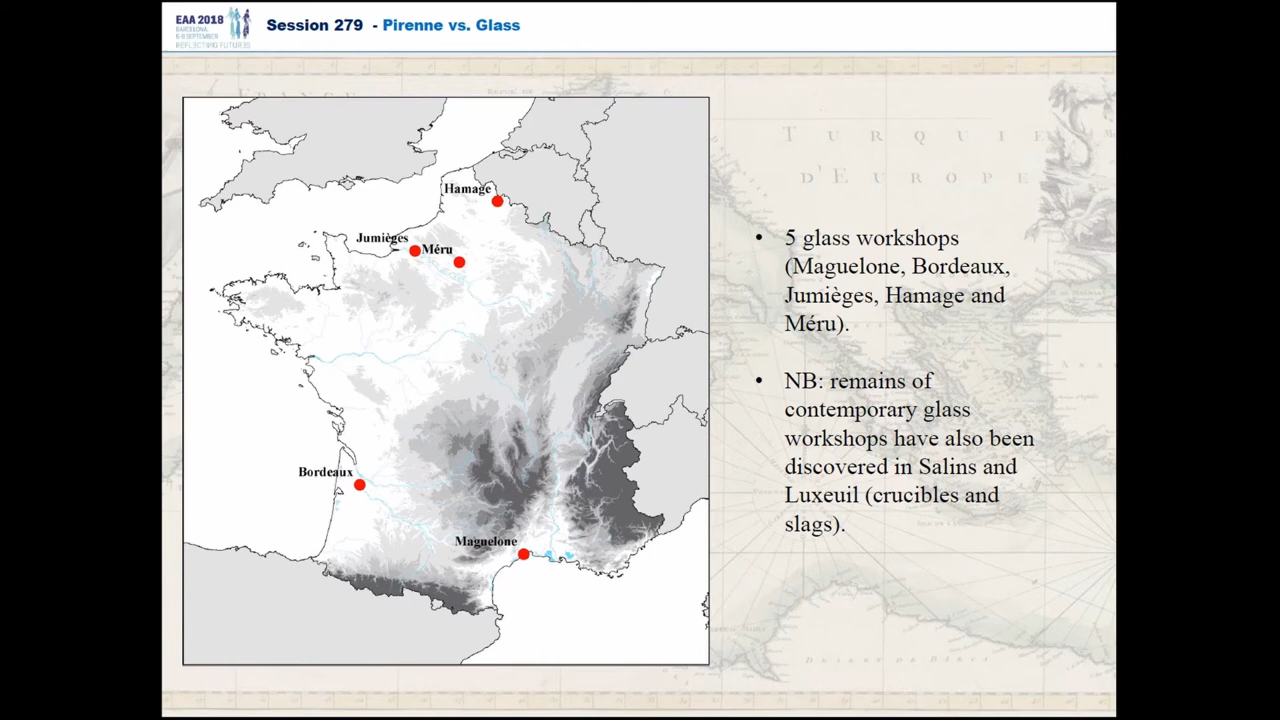 EAA 2018
BARCELONA
5-8 SEPTEMBER
REFLECTING FUTURES
Session 279 - Pirenne vs. Glass
FRANCE
TURQUIE
D'EUROPE
Hamage
Jumièges
Méru
Bordeaux
Maguelone
• 5 glass workshops
(Maguelone, Bordeaux,
Jumièges, Hamage and
Méru).
• NB: remains of
contemporary glass
workshops have also been
discovered in Salins and
Luxeuil (crucibles and
slags).